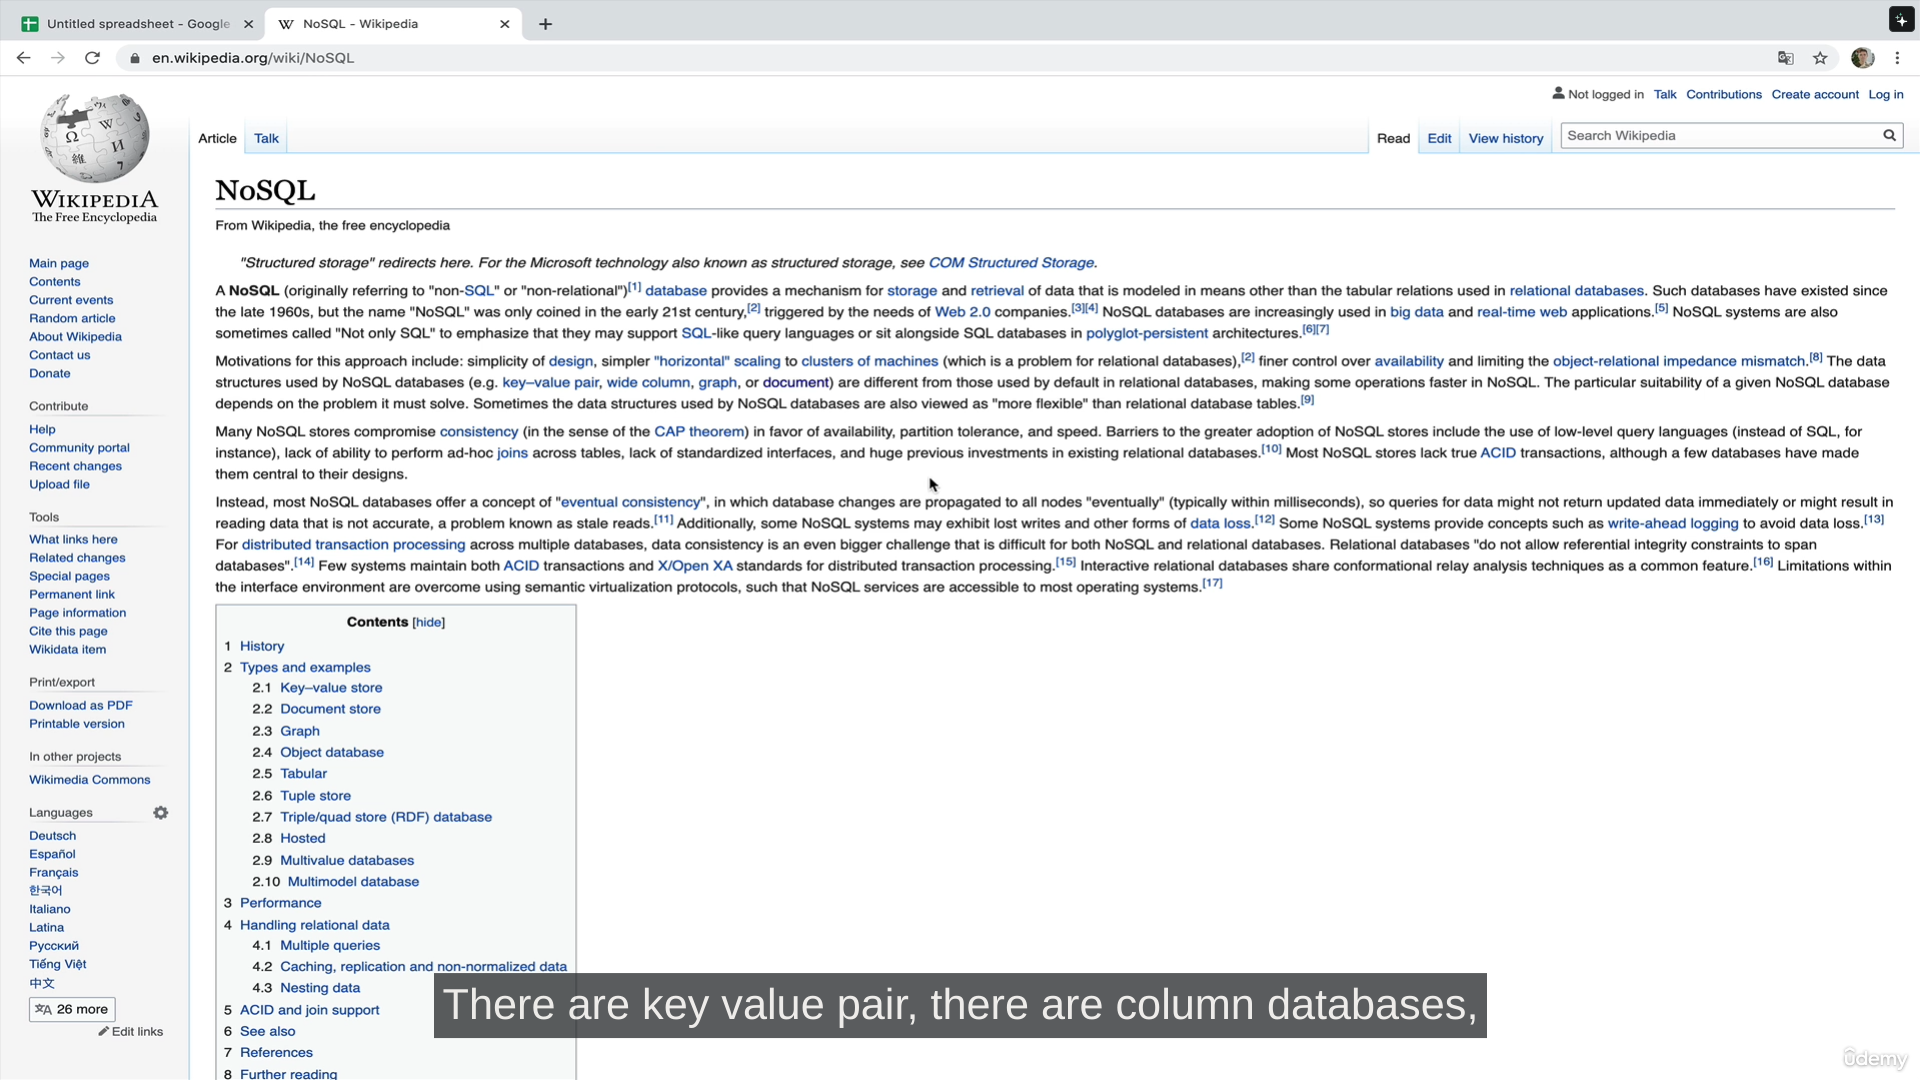 Untitled spreadsheet - Google
NoSQL - Wikipedia
en.wikipedia.org/wiki/NoSQL
Not logged in Talk Contributions Create account Log in
Article Talk
Read Edit View history
Search Wikipedia
WIKIPEDIA
The Free Encyclopedia
Main page
Contents
Current events
Random article
About Wikipedia
Contact us
Donate
Contribute
Help
Community portal
Recent changes
Upload file
Tools
What links here
Related changes
Special pages
Permanent link
Page information
Cite this page
Wikidata item
Print/export
Download as PDF
Printable version
In other projects
Wikimedia Commons
Languages
Deutsch
Español
Français
한국어
Italiano
Latina
Русский
Tiếng Việt
中文
26 more
Edit links
NoSQL
From Wikipedia, the free encyclopedia
"Structured storage" redirects here. For the Microsoft technology also known as structured storage, see COM Structured Storage.
A NoSQL (originally referring to "non-SQL" or "non-relational")[1] database provides a mechanism for storage and retrieval of data that is modeled in means other than the tabular relations used in relational databases. Such databases have existed since
the late 1960s, but the name "NoSQL" was only coined in the early 21st century,[2] triggered by the needs of Web 2.0 companies.[3][4] NoSQL databases are increasingly used in big data and real-time web applications.[5] NoSQL systems are also
sometimes called "Not only SQL" to emphasize that they may support SQL-like query languages or sit alongside SQL databases in polyglot-persistent architectures.[6][7]
Motivations for this approach include: simplicity of design, simpler "horizontal" scaling to clusters of machines (which is a problem for relational databases),[2] finer control over availability and limiting the object-relational impedance mismatch.[8] The data
structures used by NoSQL databases (e.g. key–value pair, wide column, graph, or document) are different from those used by default in relational databases, making some operations faster in NoSQL. The particular suitability of a given NoSQL database
depends on the problem it must solve. Sometimes the data structures used by NoSQL databases are also viewed as "more flexible" than relational database tables.[9]
Many NoSQL stores compromise consistency (in the sense of the CAP theorem) in favor of availability, partition tolerance, and speed. Barriers to the greater adoption of NoSQL stores include the use of low-level query languages (instead of SQL, for
instance), lack of ability to perform ad-hoc joins across tables, lack of standardized interfaces, and huge previous investments in existing relational databases.[10] Most NoSQL stores lack true ACID transactions, although a few databases have made
them central to their designs.
Instead, most NoSQL databases offer a concept of "eventual consistency", in which database changes are propagated to all nodes "eventually" (typically within milliseconds), so queries for data might not return updated data immediately or might result in
reading data that is not accurate, a problem known as stale reads.[11] Additionally, some NoSQL systems may exhibit lost writes and other forms of data loss.[12] Some NoSQL systems provide concepts such as write-ahead logging to avoid data loss.[13]
For distributed transaction processing across multiple databases, data consistency is an even bigger challenge that is difficult for both NoSQL and relational databases. Relational databases "do not allow referential integrity constraints to span
databases".[14] Few systems maintain both ACID transactions and X/Open XA standards for distributed transaction processing.[15] Interactive relational databases share conformational relay analysis techniques as a common feature.[16] Limitations within
the interface environment are overcome using semantic virtualization protocols, such that NoSQL services are accessible to most operating systems.[17]
Contents [hide]
1 History
2 Types and examples
2.1 Key–value store
2.2 Document store
2.3 Graph
2.4 Object database
2.5 Tabular
2.6 Tuple store
2.7 Triple/quad store (RDF) database
2.8 Hosted
2.9 Multivalue databases
2.10 Multimodel database
3 Performance
4 Handling relational data
4.1 Multiple queries
4.2 Caching, replication and non-normalized data
4.3 Nesting data
5 ACID and join support
6 See also
7 References
8 Further reading
There are key value pair, there are column databases,
ûdemy